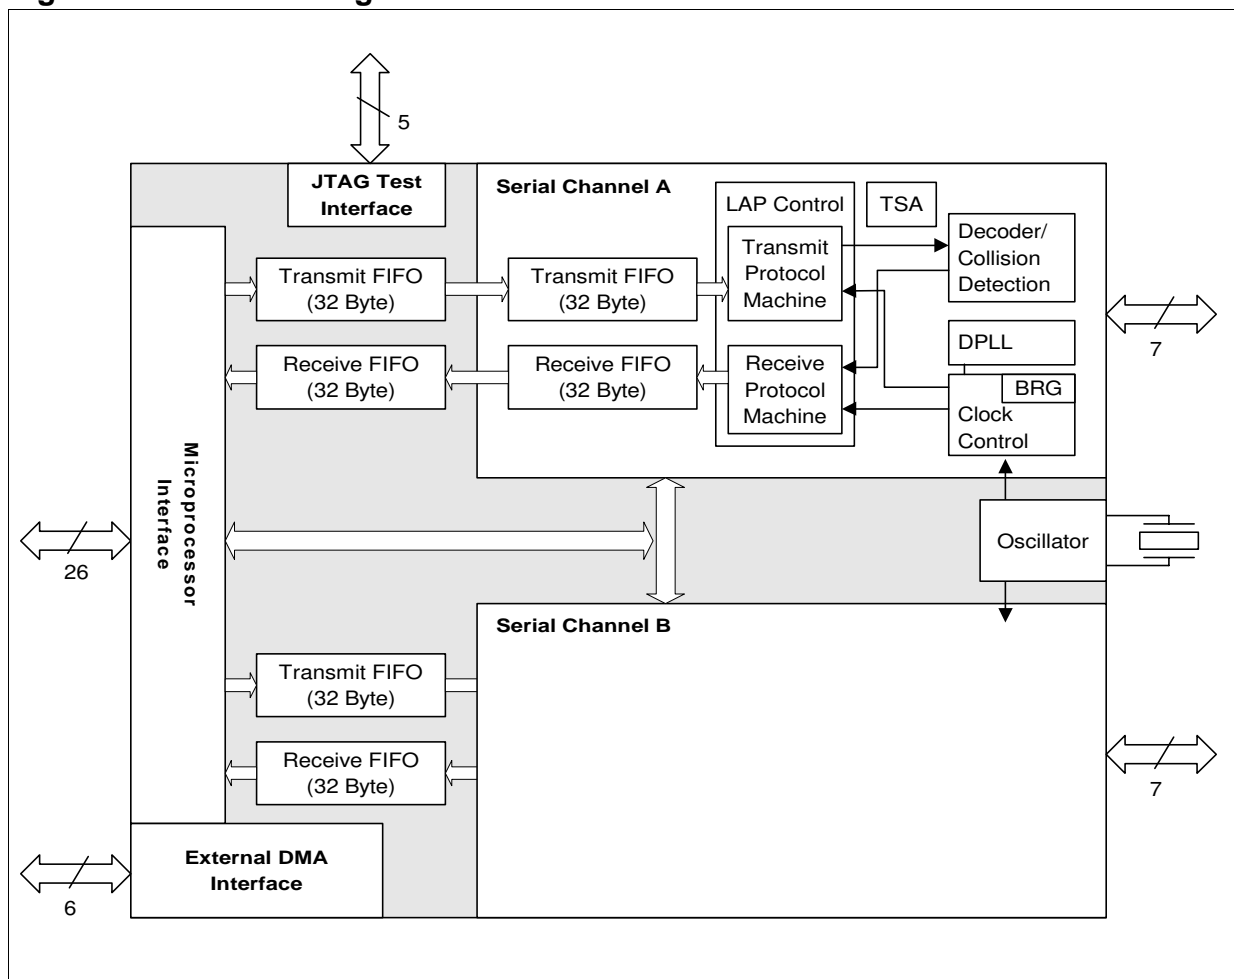 5
JTAG Test
Interface
Serial Channel A
LAP Control
TSA
Transmit
Protocol
Machine
Decoder/
Collision
Detection
Transmit FIFO
(32 Byte)
Transmit FIFO
(32 Byte)
7
DPLL
BRG
Clock
Control
Receive FIFO
(32 Byte)
Receive FIFO
(32 Byte)
Receive
Protocol
Machine
Microprocessor
Interface
26
Oscillator
Serial Channel B
Transmit FIFO
(32 Byte)
Receive FIFO
(32 Byte)
7
External DMA
Interface
6